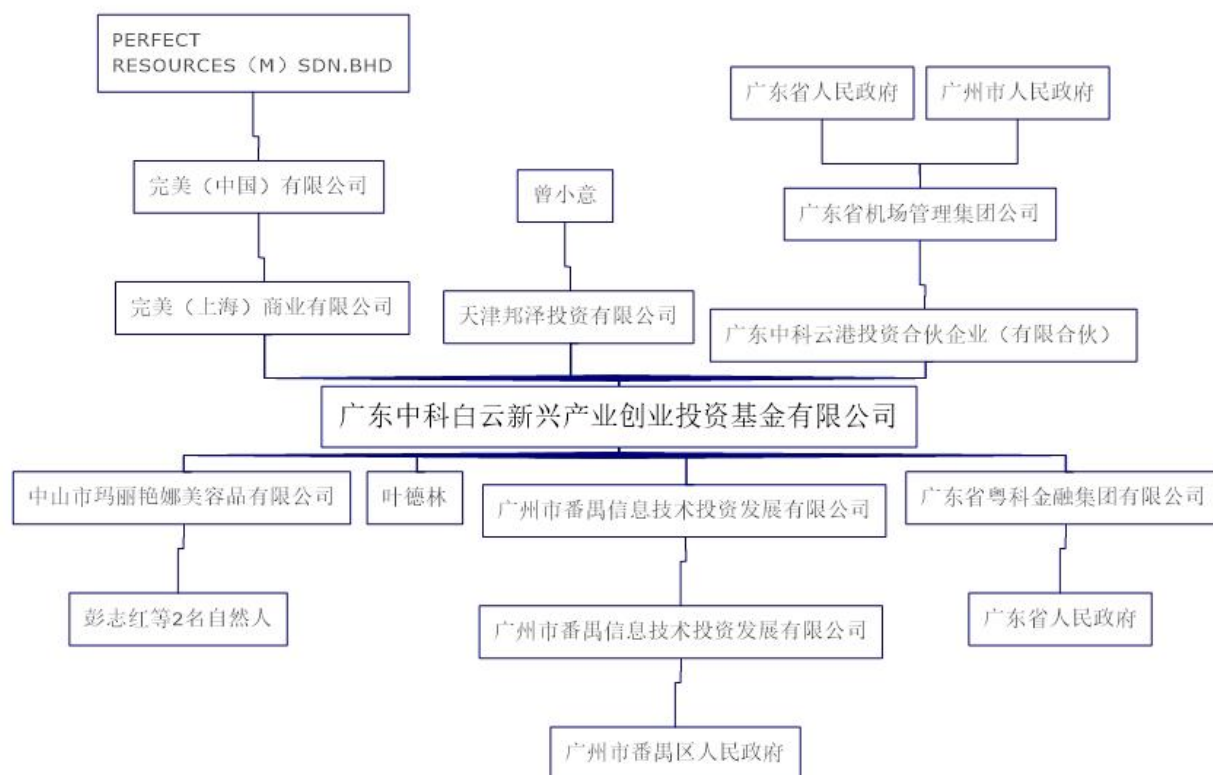 PERFECT
RESOURCES（M）SDN.BHD
广东省人民政府
广州市人民政府
完美（中国）有限公司
曾小意
广东省机场管理集团公司
完美（上海）商业有限公司
天津邦泽投资有限公司
广东中科云港投资合伙企业（有限合伙）
广东中科白云新兴产业创业投资基金有限公司
中山市玛丽艳娜美容品有限公司
叶德林
广州市番禺信息技术投资发展有限公司
广东省粤科金融集团有限公司
彭志红等2名自然人
广州市番禺信息技术投资发展有限公司
广东省人民政府
广州市番禺区人民政府